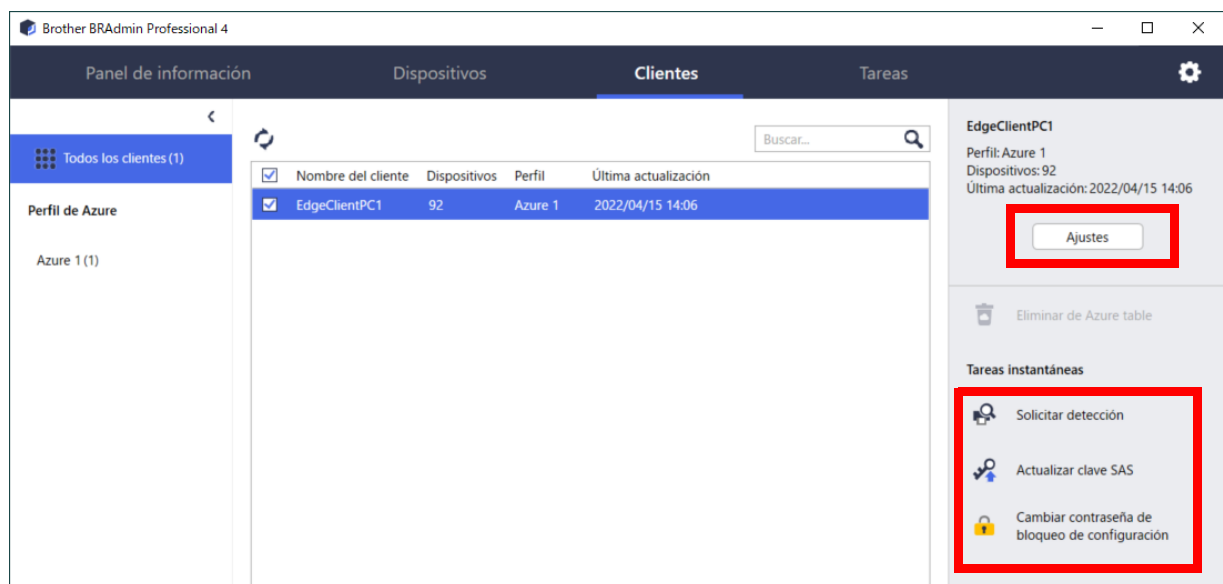 Brother BRAdmin Professional 4
Panel de información
Dispositivos
Clientes
Tareas
Todos los clientes (1)
Perfil de Azure
Azure 1 (1)
Buscar...
Nombre del cliente Dispositivos Perfil Última actualización
EdgeClientPC1 92 Azure 1 2022/04/15 14:06
EdgeClientPC1
Perfil: Azure 1
Dispositivos: 92
Última actualización: 2022/04/15 14:06
Ajustes
Eliminar de Azure table
Tareas instantáneas
Solicitar detección
Actualizar clave SAS
Cambiar contraseña de
bloqueo de configuración